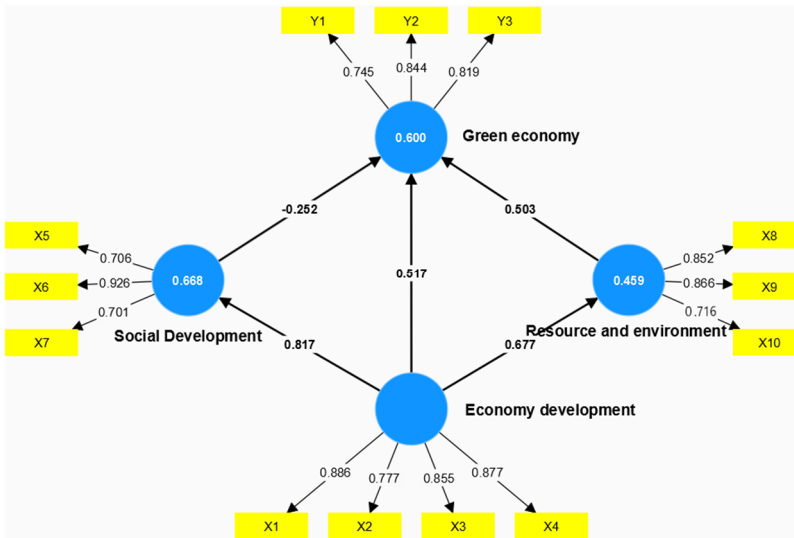 Y1 Y2 Y3
0.745 0.844 0.819
0.600 Green economy
-0.252 0.503
X5 X8
0.706 0.852
0.517
X6 0.926 0.668 0.459 0.866 X9
0.701 0.716
Social Development Resource and environment
X7 X10
0.817 0.677
Economy development
0.886 0.777 0.855 0.877
X1 X2 X3 X4